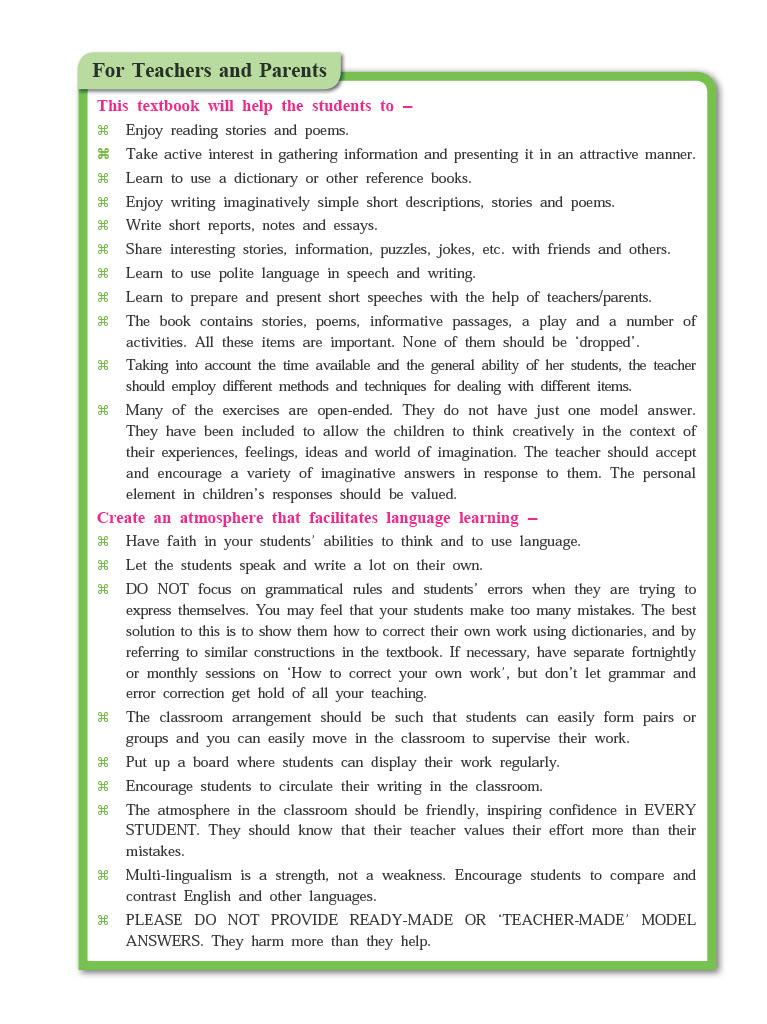 For Teachers and Parents
This textbook will help the students to –
⌘ Enjoy reading stories and poems.
⌘ Take active interest in gathering information and presenting it in an attractive manner.
⌘ Learn to use a dictionary or other reference books.
⌘ Enjoy writing imaginatively simple short descriptions, stories and poems.
⌘ Write short reports, notes and essays.
⌘ Share interesting stories, information, puzzles, jokes, etc. with friends and others.
⌘ Learn to use polite language in speech and writing.
⌘ Learn to prepare and present short speeches with the help of teachers/parents.
⌘ The book contains stories, poems, informative passages, a play and a number of
activities. All these items are important. None of them should be ‘dropped’.
⌘ Taking into account the time available and the general ability of her students, the teacher
should employ different methods and techniques for dealing with different items.
⌘ Many of the exercises are open-ended. They do not have just one model answer.
They have been included to allow the children to think creatively in the context of
their experiences, feelings, ideas and world of imagination. The teacher should accept
and encourage a variety of imaginative answers in response to them. The personal
element in children’s responses should be valued.
Create an atmosphere that facilitates language learning –
⌘ Have faith in your students’ abilities to think and to use language.
⌘ Let the students speak and write a lot on their own.
⌘ DO NOT focus on grammatical rules and students’ errors when they are trying to
express themselves. You may feel that your students make too many mistakes. The best
solution to this is to show them how to correct their own work using dictionaries, and by
referring to similar constructions in the textbook. If necessary, have separate fortnightly
or monthly sessions on ‘How to correct your own work’, but don’t let grammar and
error correction get hold of all your teaching.
⌘ The classroom arrangement should be such that students can easily form pairs or
groups and you can easily move in the classroom to supervise their work.
⌘ Put up a board where students can display their work regularly.
⌘ Encourage students to circulate their writing in the classroom.
⌘ The atmosphere in the classroom should be friendly, inspiring confidence in EVERY
STUDENT. They should know that their teacher values their effort more than their
mistakes.
⌘ Multi-lingualism is a strength, not a weakness. Encourage students to compare and
contrast English and other languages.
⌘ PLEASE DO NOT PROVIDE READY-MADE OR ‘TEACHER-MADE’ MODEL
ANSWERS. They harm more than they help.